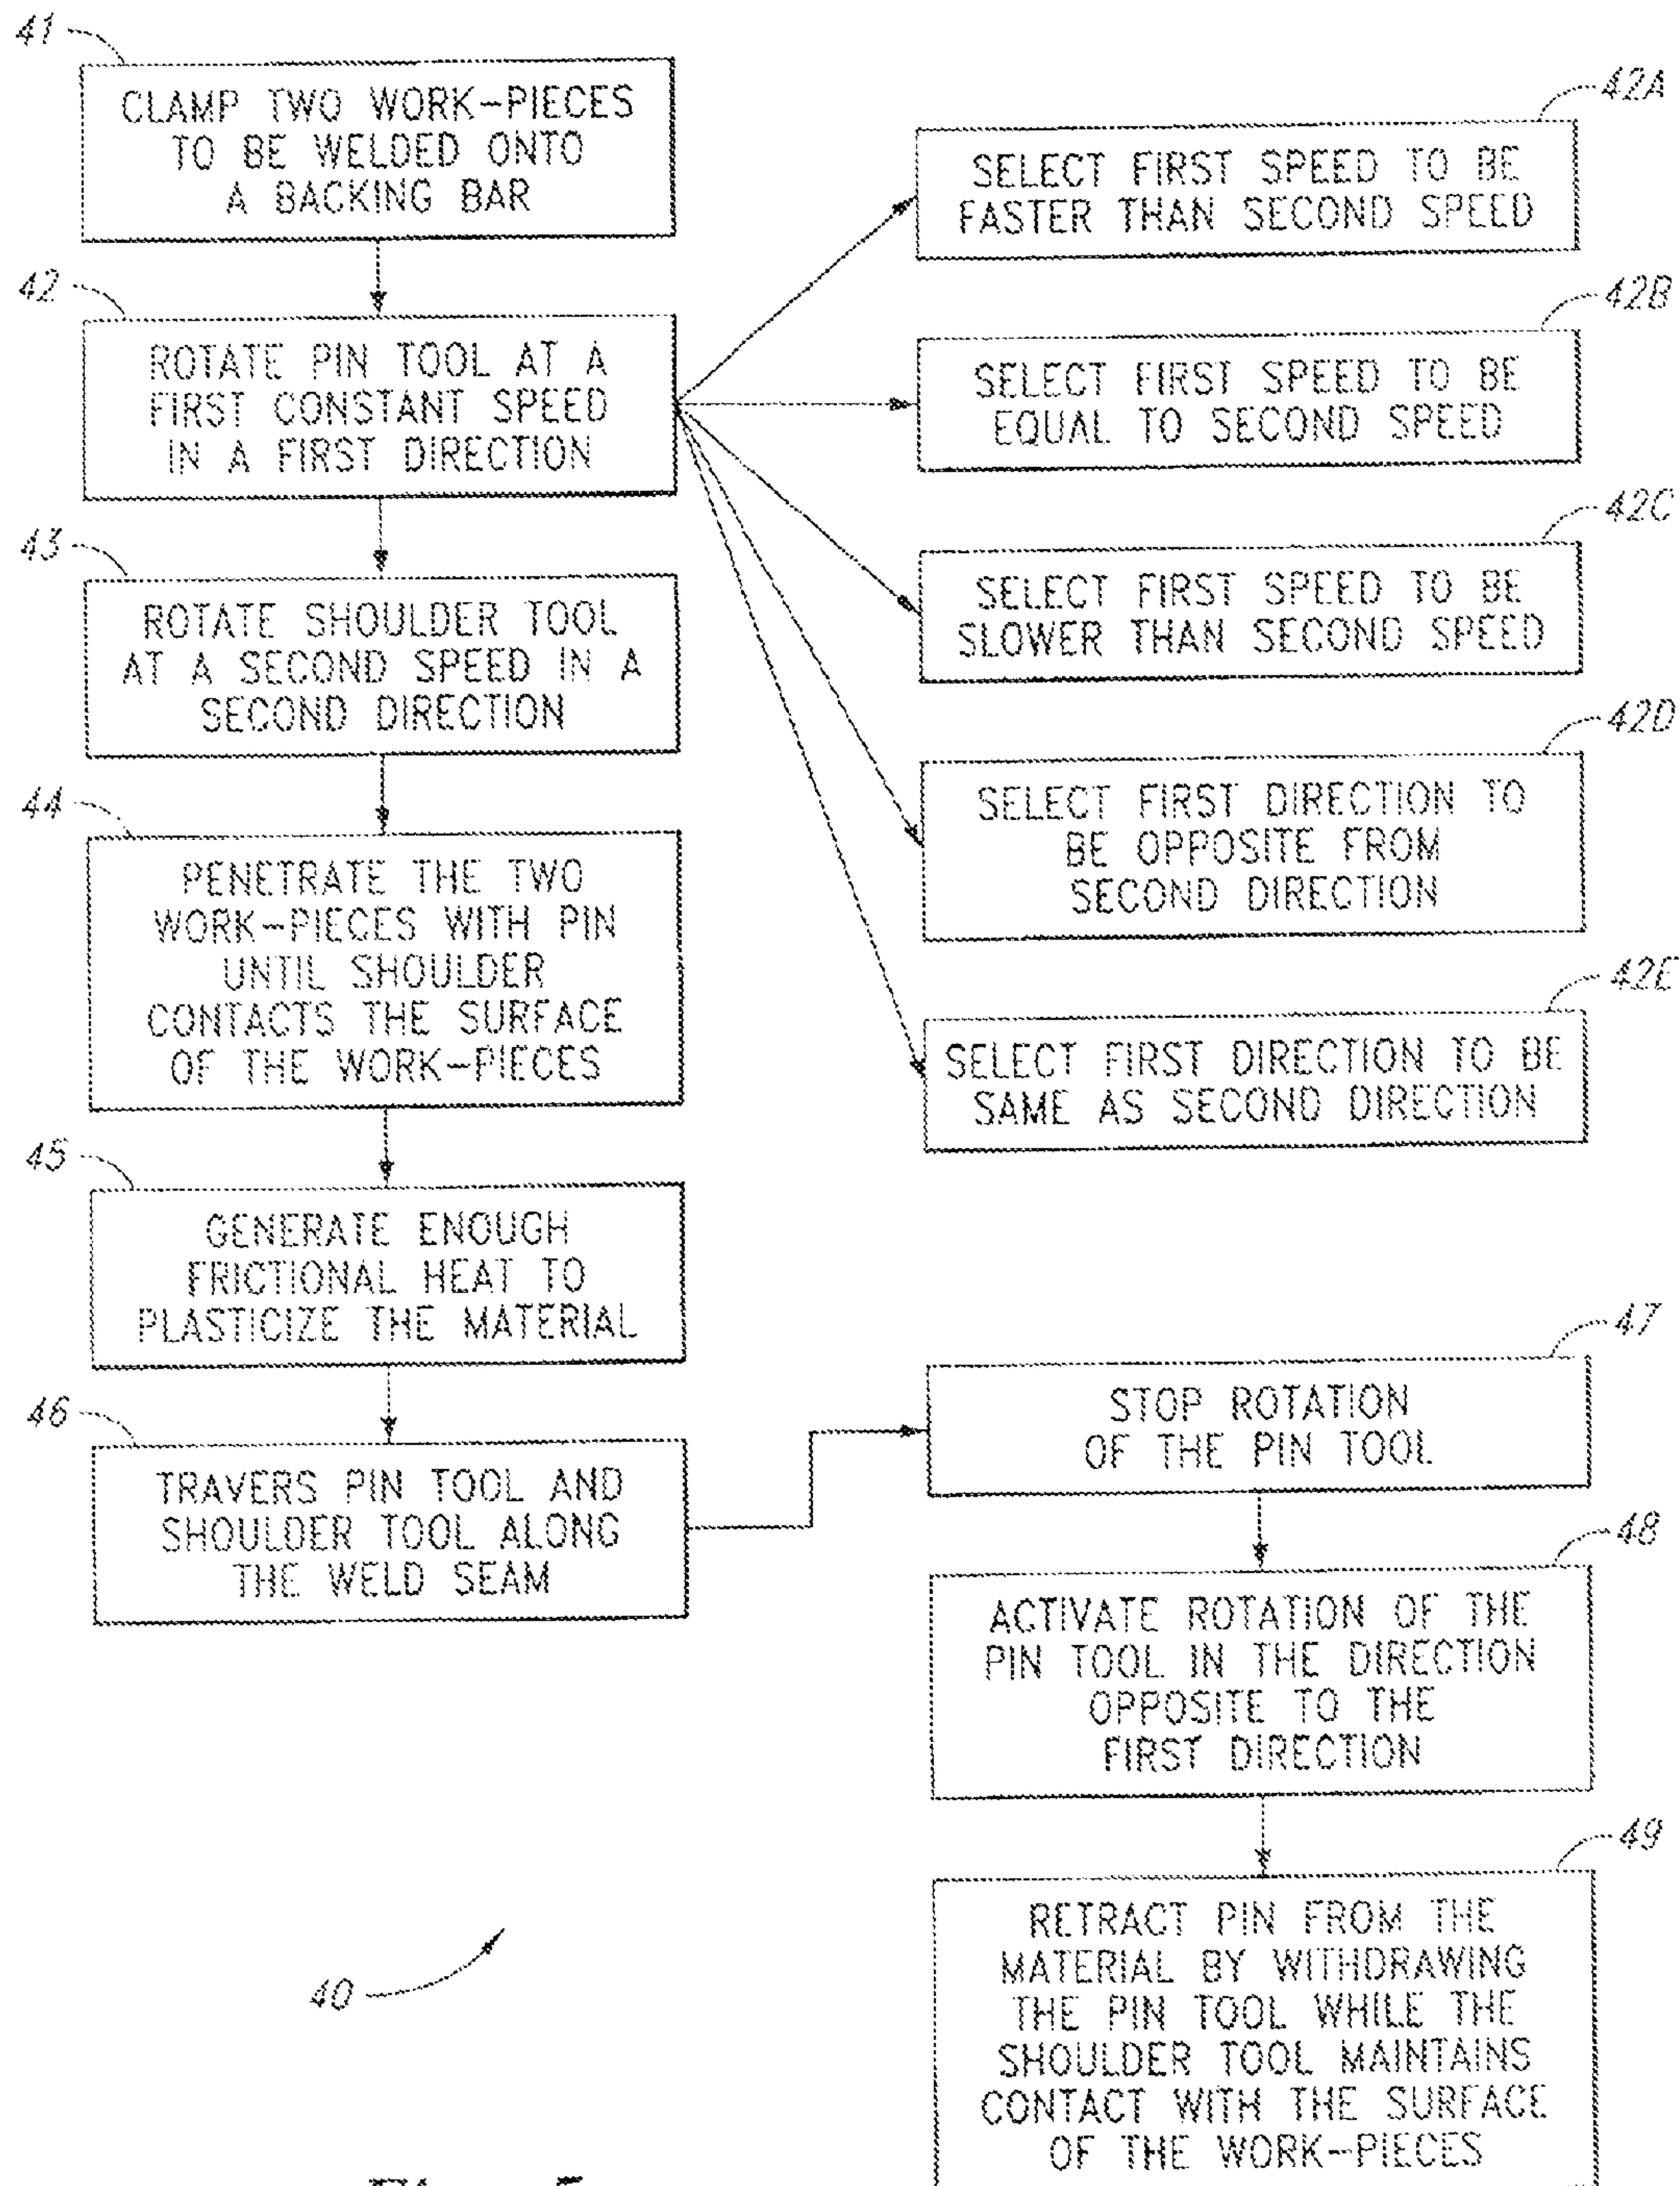 41
CLAMP TWO WORK-PIECES
TO BE WELDED ONTO
A BACKING BAR
42
ROTATE PIN TOOL AT A
FIRST CONSTANT SPEED
IN A FIRST DIRECTION
43
ROTATE SHOULDER TOOL
AT A SECOND SPEED IN A
SECOND DIRECTION
44
PENETRATE THE TWO
WORK-PIECES WITH PIN
UNTIL SHOULDER
CONTACTS THE SURFACE
OF THE WORK-PIECES
45
GENERATE ENOUGH
FRICTIONAL HEAT TO
PLASTICIZE THE MATERIAL
46
TRAVERS PIN TOOL AND
SHOULDER TOOL ALONG
THE WELD SEAM
42A
SELECT FIRST SPEED TO BE
FASTER THAN SECOND SPEED
42B
SELECT FIRST SPEED TO BE
EQUAL TO SECOND SPEED
42C
SELECT FIRST SPEED TO BE
SLOWER THAN SECOND SPEED
42D
SELECT FIRST DIRECTION TO
BE OPPOSITE FROM
SECOND DIRECTION
42E
SELECT FIRST DIRECTION TO BE
SAME AS SECOND DIRECTION
47
STOP ROTATION
OF THE PIN TOOL
48
ACTIVATE ROTATION OF THE
PIN TOOL IN THE DIRECTION
OPPOSITE TO THE
FIRST DIRECTION
49
RETRACT PIN FROM THE
MATERIAL BY WITHDRAWING
THE PIN TOOL WHILE THE
SHOULDER TOOL MAINTAINS
CONTACT WITH THE SURFACE
OF THE WORK-PIECES
40